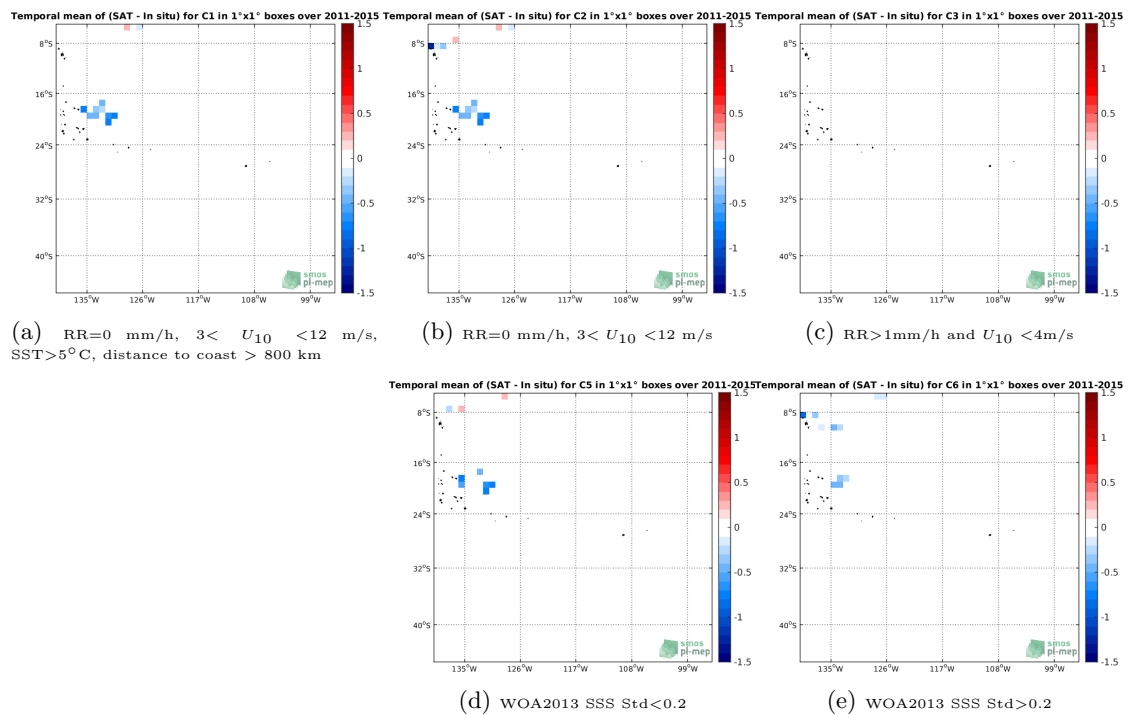 Temporal mean of (SAT - In situ) for C1 in 1°x1° boxes over 2011-2015
Temporal mean of (SAT - In situ) for C2 in 1°x1° boxes over 2011-2015
Temporal mean of (SAT - In situ) for C3 in 1°x1° boxes over 2011-2015
8°S
16°S
24°S
32°S
40°S
135°W 126°W 117°W 108°W 99°W
1.5
1
0.5
0
-0.5
-1
-1.5
smos
pi-mep
8°S
16°S
24°S
32°S
40°S
135°W 126°W 117°W 108°W 99°W
1.5
1
0.5
0
-0.5
-1
-1.5
smos
pi-mep
8°S
16°S
24°S
32°S
40°S
135°W 126°W 117°W 108°W 99°W
1.5
1
0.5
0
-0.5
-1
-1.5
smos
pi-mep
(a) RR=0 mm/h, 3< U10 <12 m/s,
SST>5°C, distance to coast > 800 km
(b) RR=0 mm/h, 3< U10 <12 m/s
(c) RR>1mm/h and U10 <4m/s
Temporal mean of (SAT - In situ) for C5 in 1°x1° boxes over 2011-2015
Temporal mean of (SAT - In situ) for C6 in 1°x1° boxes over 2011-2015
8°S
16°S
24°S
32°S
40°S
135°W 126°W 117°W 108°W 99°W
1.5
1
0.5
0
-0.5
-1
-1.5
smos
pi-mep
8°S
16°S
24°S
32°S
40°S
135°W 126°W 117°W 108°W 99°W
1.5
1
0.5
0
-0.5
-1
-1.5
smos
pi-mep
(d) WOA2013 SSS Std<0.2
(e) WOA2013 SSS Std>0.2